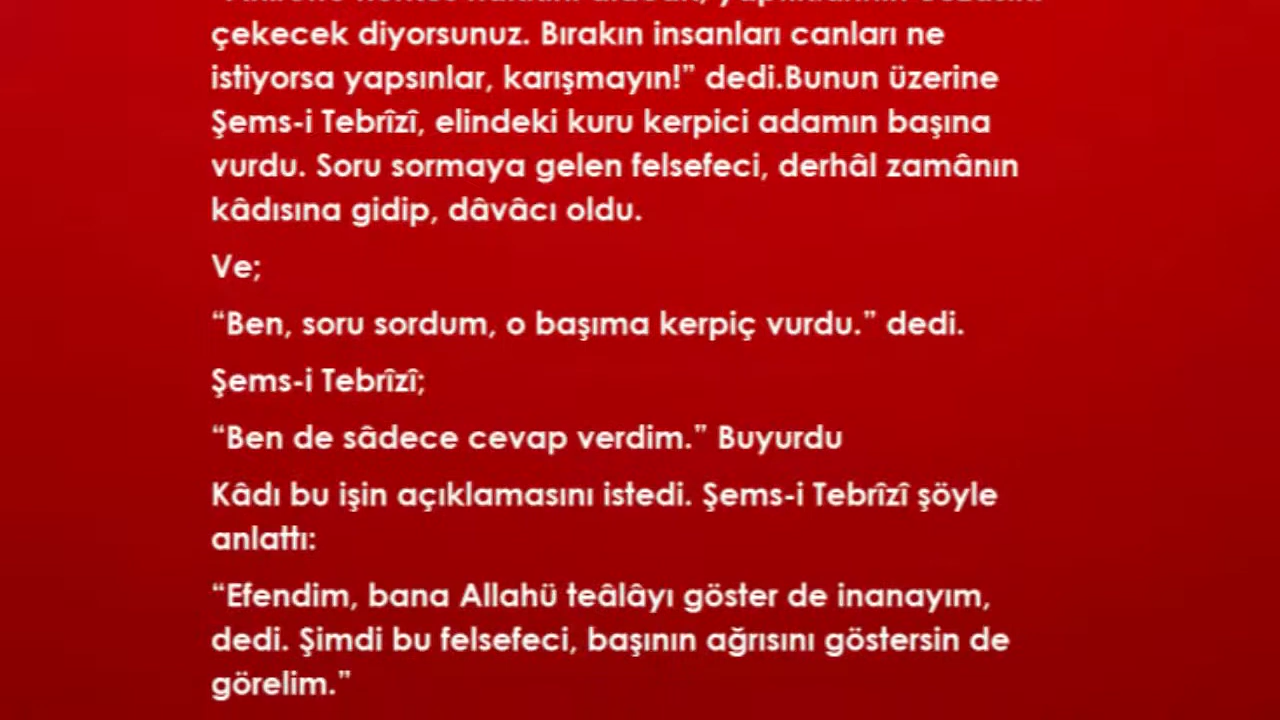 çekecek diyorsunuz. Bırakın insanları canları ne
istiyorsa yapsınlar, karışmayın!” dedi.Bunun üzerine
Şems-i Tebrîzî, elindeki kuru kerpici adamın başına
vurdu. Soru sormaya gelen felsefeci, derhâl zamânın
kâdısına gidip, dâvâcı oldu.
Ve;
“Ben, soru sordum, o başıma kerpiç vurdu.” dedi.
Şems-i Tebrîzî;
“Ben de sâdece cevap verdim.” Buyurdu
Kâdı bu işin açıklamasını istedi. Şems-i Tebrîzî şöyle
anlattı:
“Efendim, bana Allahü teâlâyı göster de inanayım,
dedi. Şimdi bu felsefeci, başının ağrısını göstersin de
görelim.”